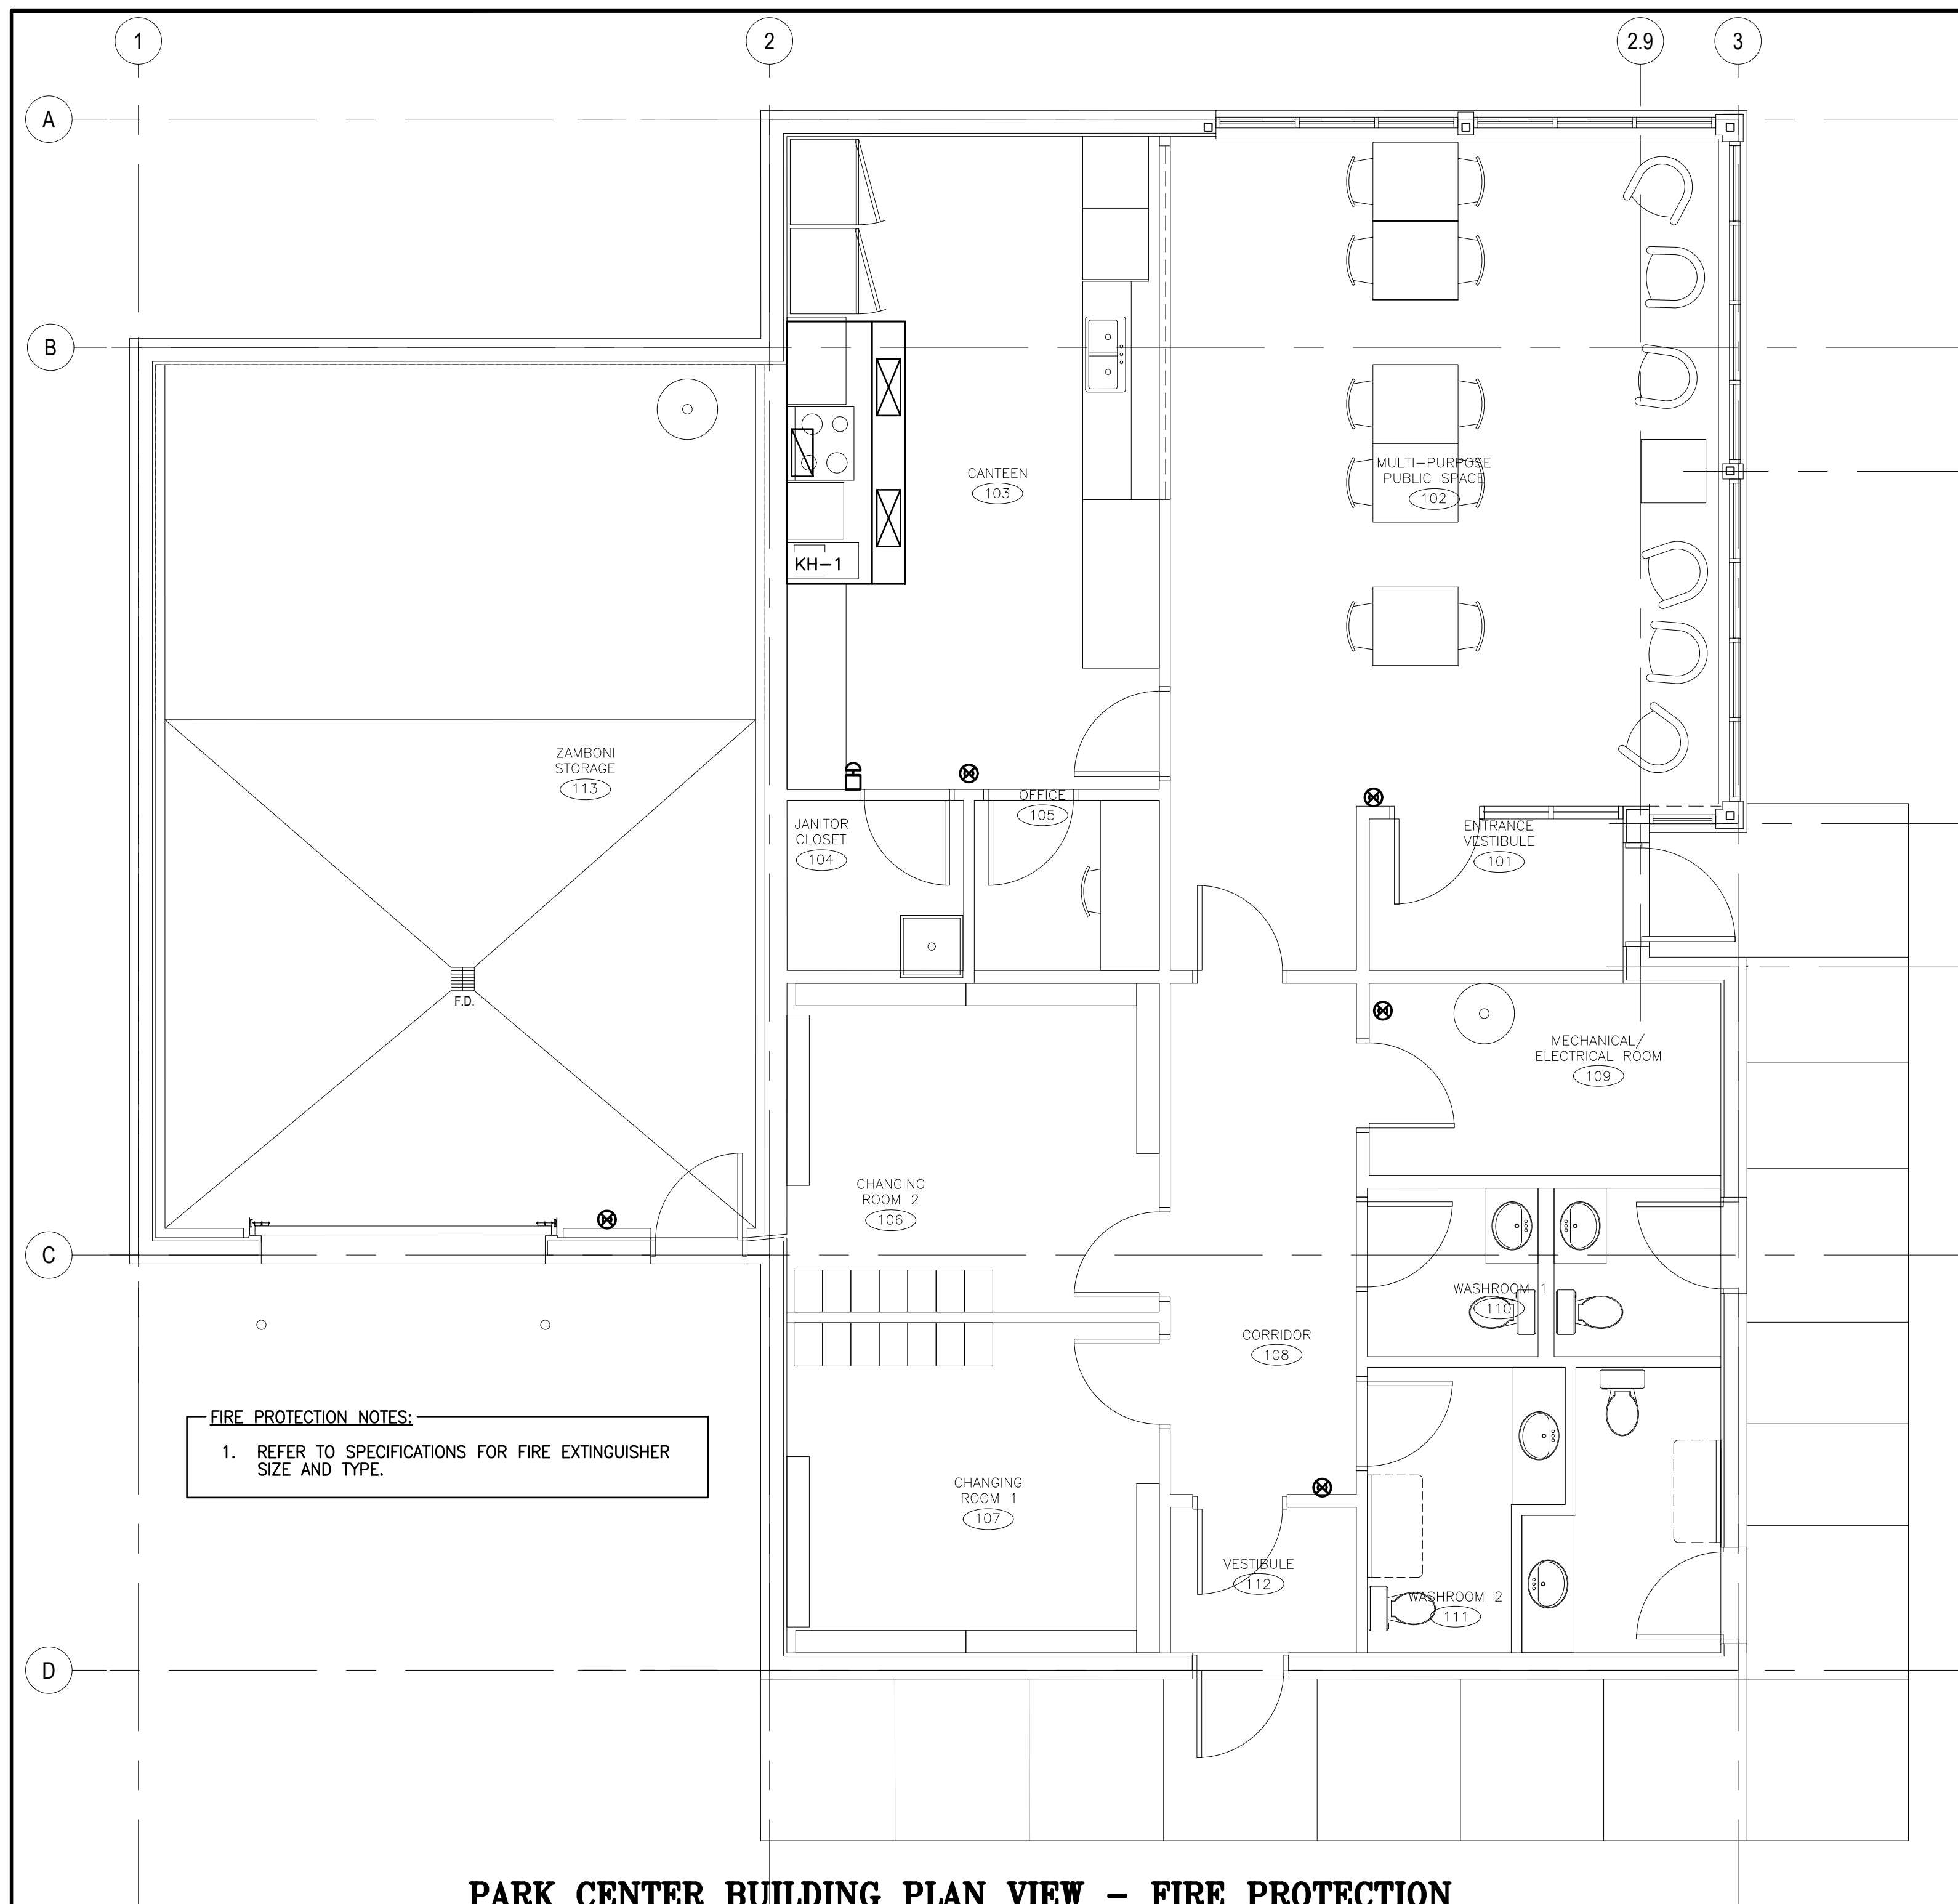 1
2
2.9
3
A
B
CANTEEN
103
MULTI-PURPOSE
PUBLIC SPACE
102
KH-1
ZAMBONI
STORAGE
113
OFFICE
105
JANITOR
CLOSET
104
ENTRANCE
VESTIBULE
101
F.D.
MECHANICAL/
ELECTRICAL ROOM
109
CHANGING
ROOM 2
106
C
WASHROOM 1
110
CORRIDOR
108
FIRE PROTECTION NOTES:
1. REFER TO SPECIFICATIONS FOR FIRE EXTINGUISHER
SIZE AND TYPE.
CHANGING
ROOM 1
107
VESTIBULE
112
WASHROOM 2
111
D
PARK CENTER BUILDING PLAN VIEW - FIRE PROTECTION